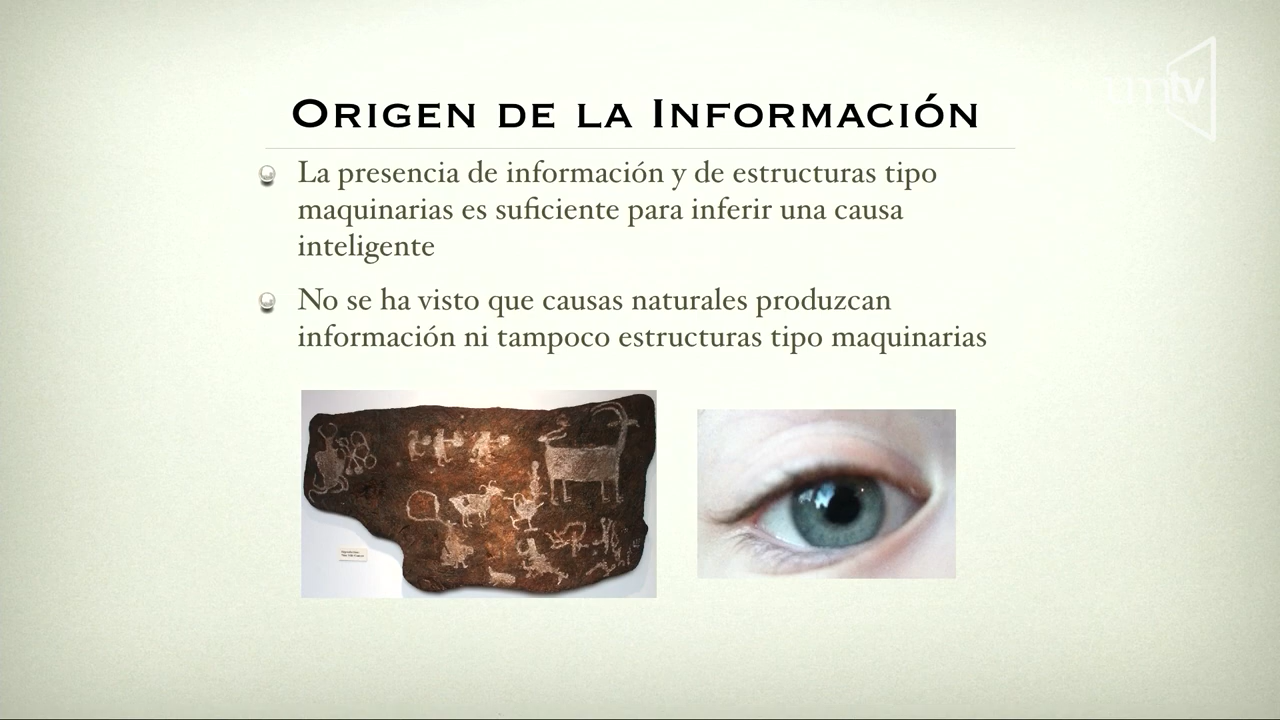 Origen de la Información
La presencia de información y de estructuras tipo
maquinarias es suficiente para inferir una causa
inteligente
No se ha visto que causas naturales produzcan
información ni tampoco estructuras tipo maquinarias